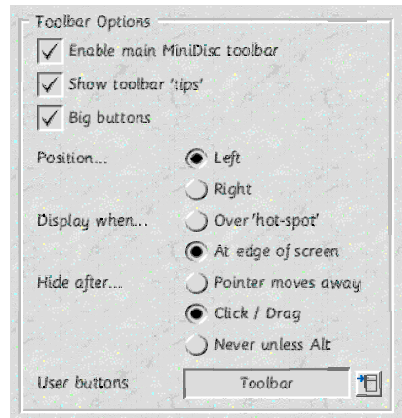 Toolbar Options
Enable main MiniDisc toolbar
Show toolbar 'tips'
Big buttons
Position... Left
Right
Display when... Over 'hot-spot'
At edge of screen
Hide after.... Pointer moves away
Click / Drag
Never unless Alt
User buttons Toolbar